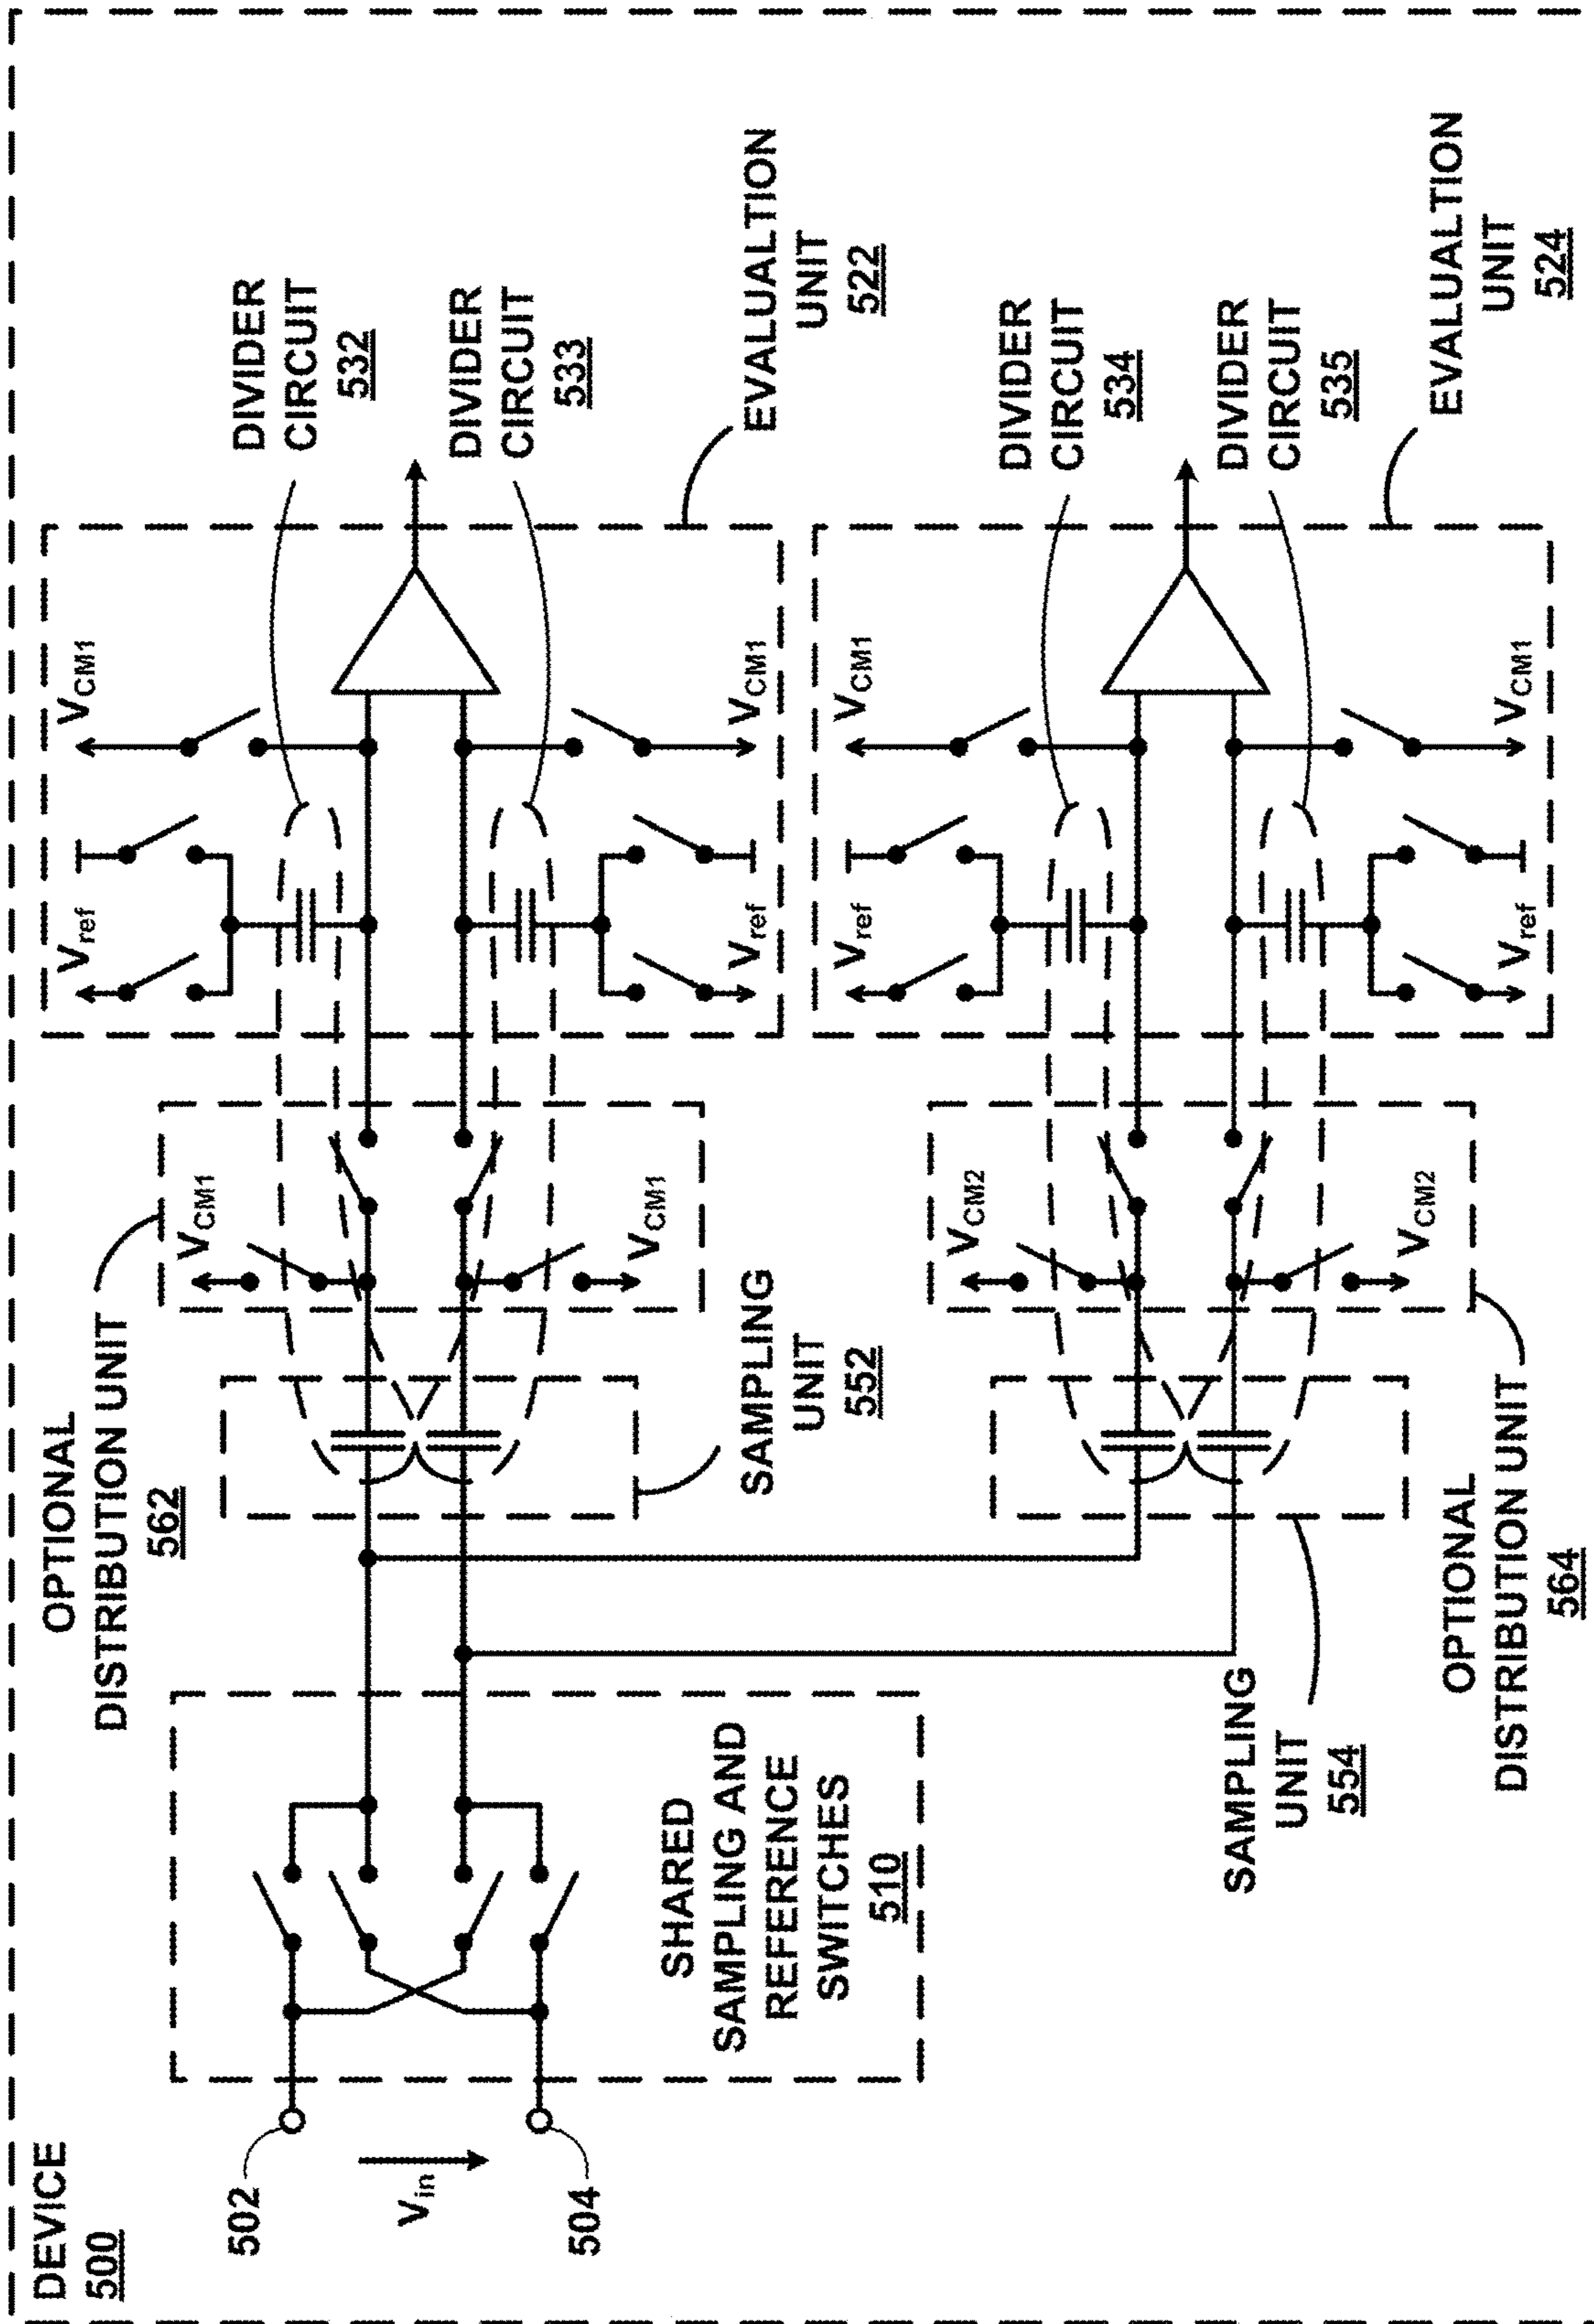 DEVICE
500
502
504
Vin
SHARED
SAMPLING AND
REFERENCE
SWITCHES
510
OPTIONAL
DISTRIBUTION UNIT
562
VCM1
VCM1
SAMPLING
UNIT
552
Vref
VCM1
Vref
VCM1
DIVIDER
CIRCUIT
532
DIVIDER
CIRCUIT
533
EVALUALTION
UNIT
522
SAMPLING
UNIT
554
OPTIONAL
DISTRIBUTION UNIT
564
VCM2
VCM2
Vref
VCM1
Vref
VCM1
DIVIDER
CIRCUIT
534
DIVIDER
CIRCUIT
535
EVALUALTION
UNIT
524